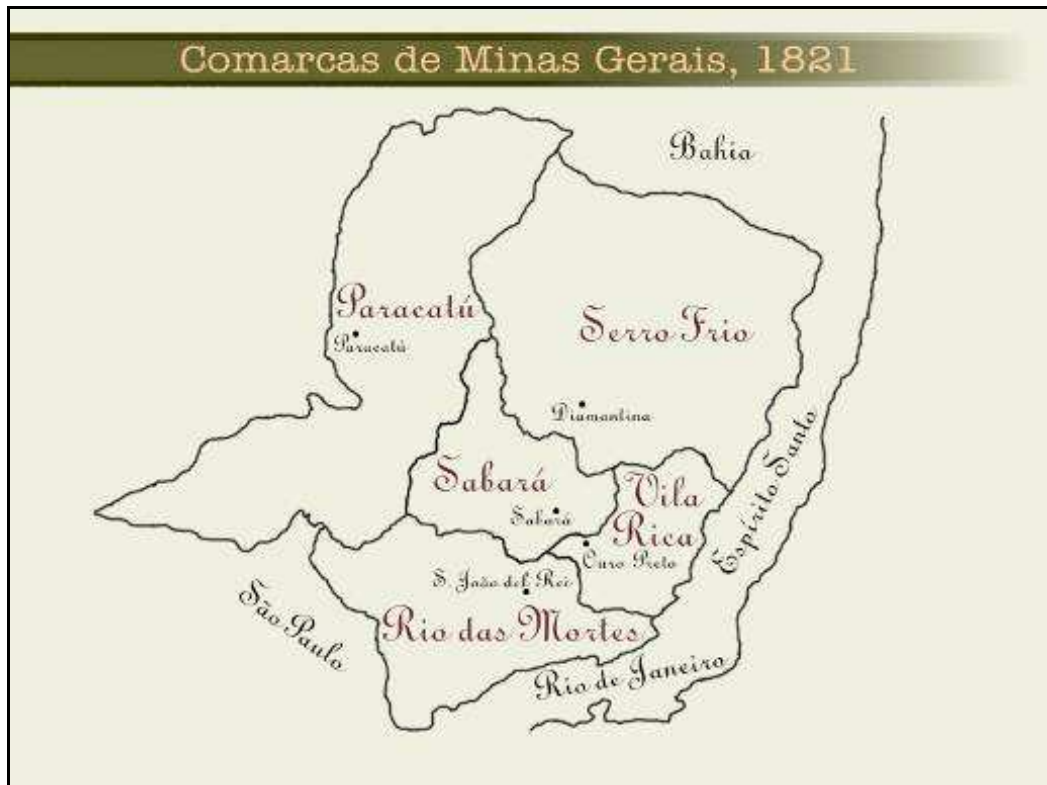 Comarcas de Minas Gerais, 1821
Bahia
Paracatú
Paracatú
Serro Frio
Diamantina
Espírito Santo
Sabará
Sabará
Vila
Rica
Ouro Preto
S. João del Rei
São Paulo
Rio das Mortes
Rio de Janeiro